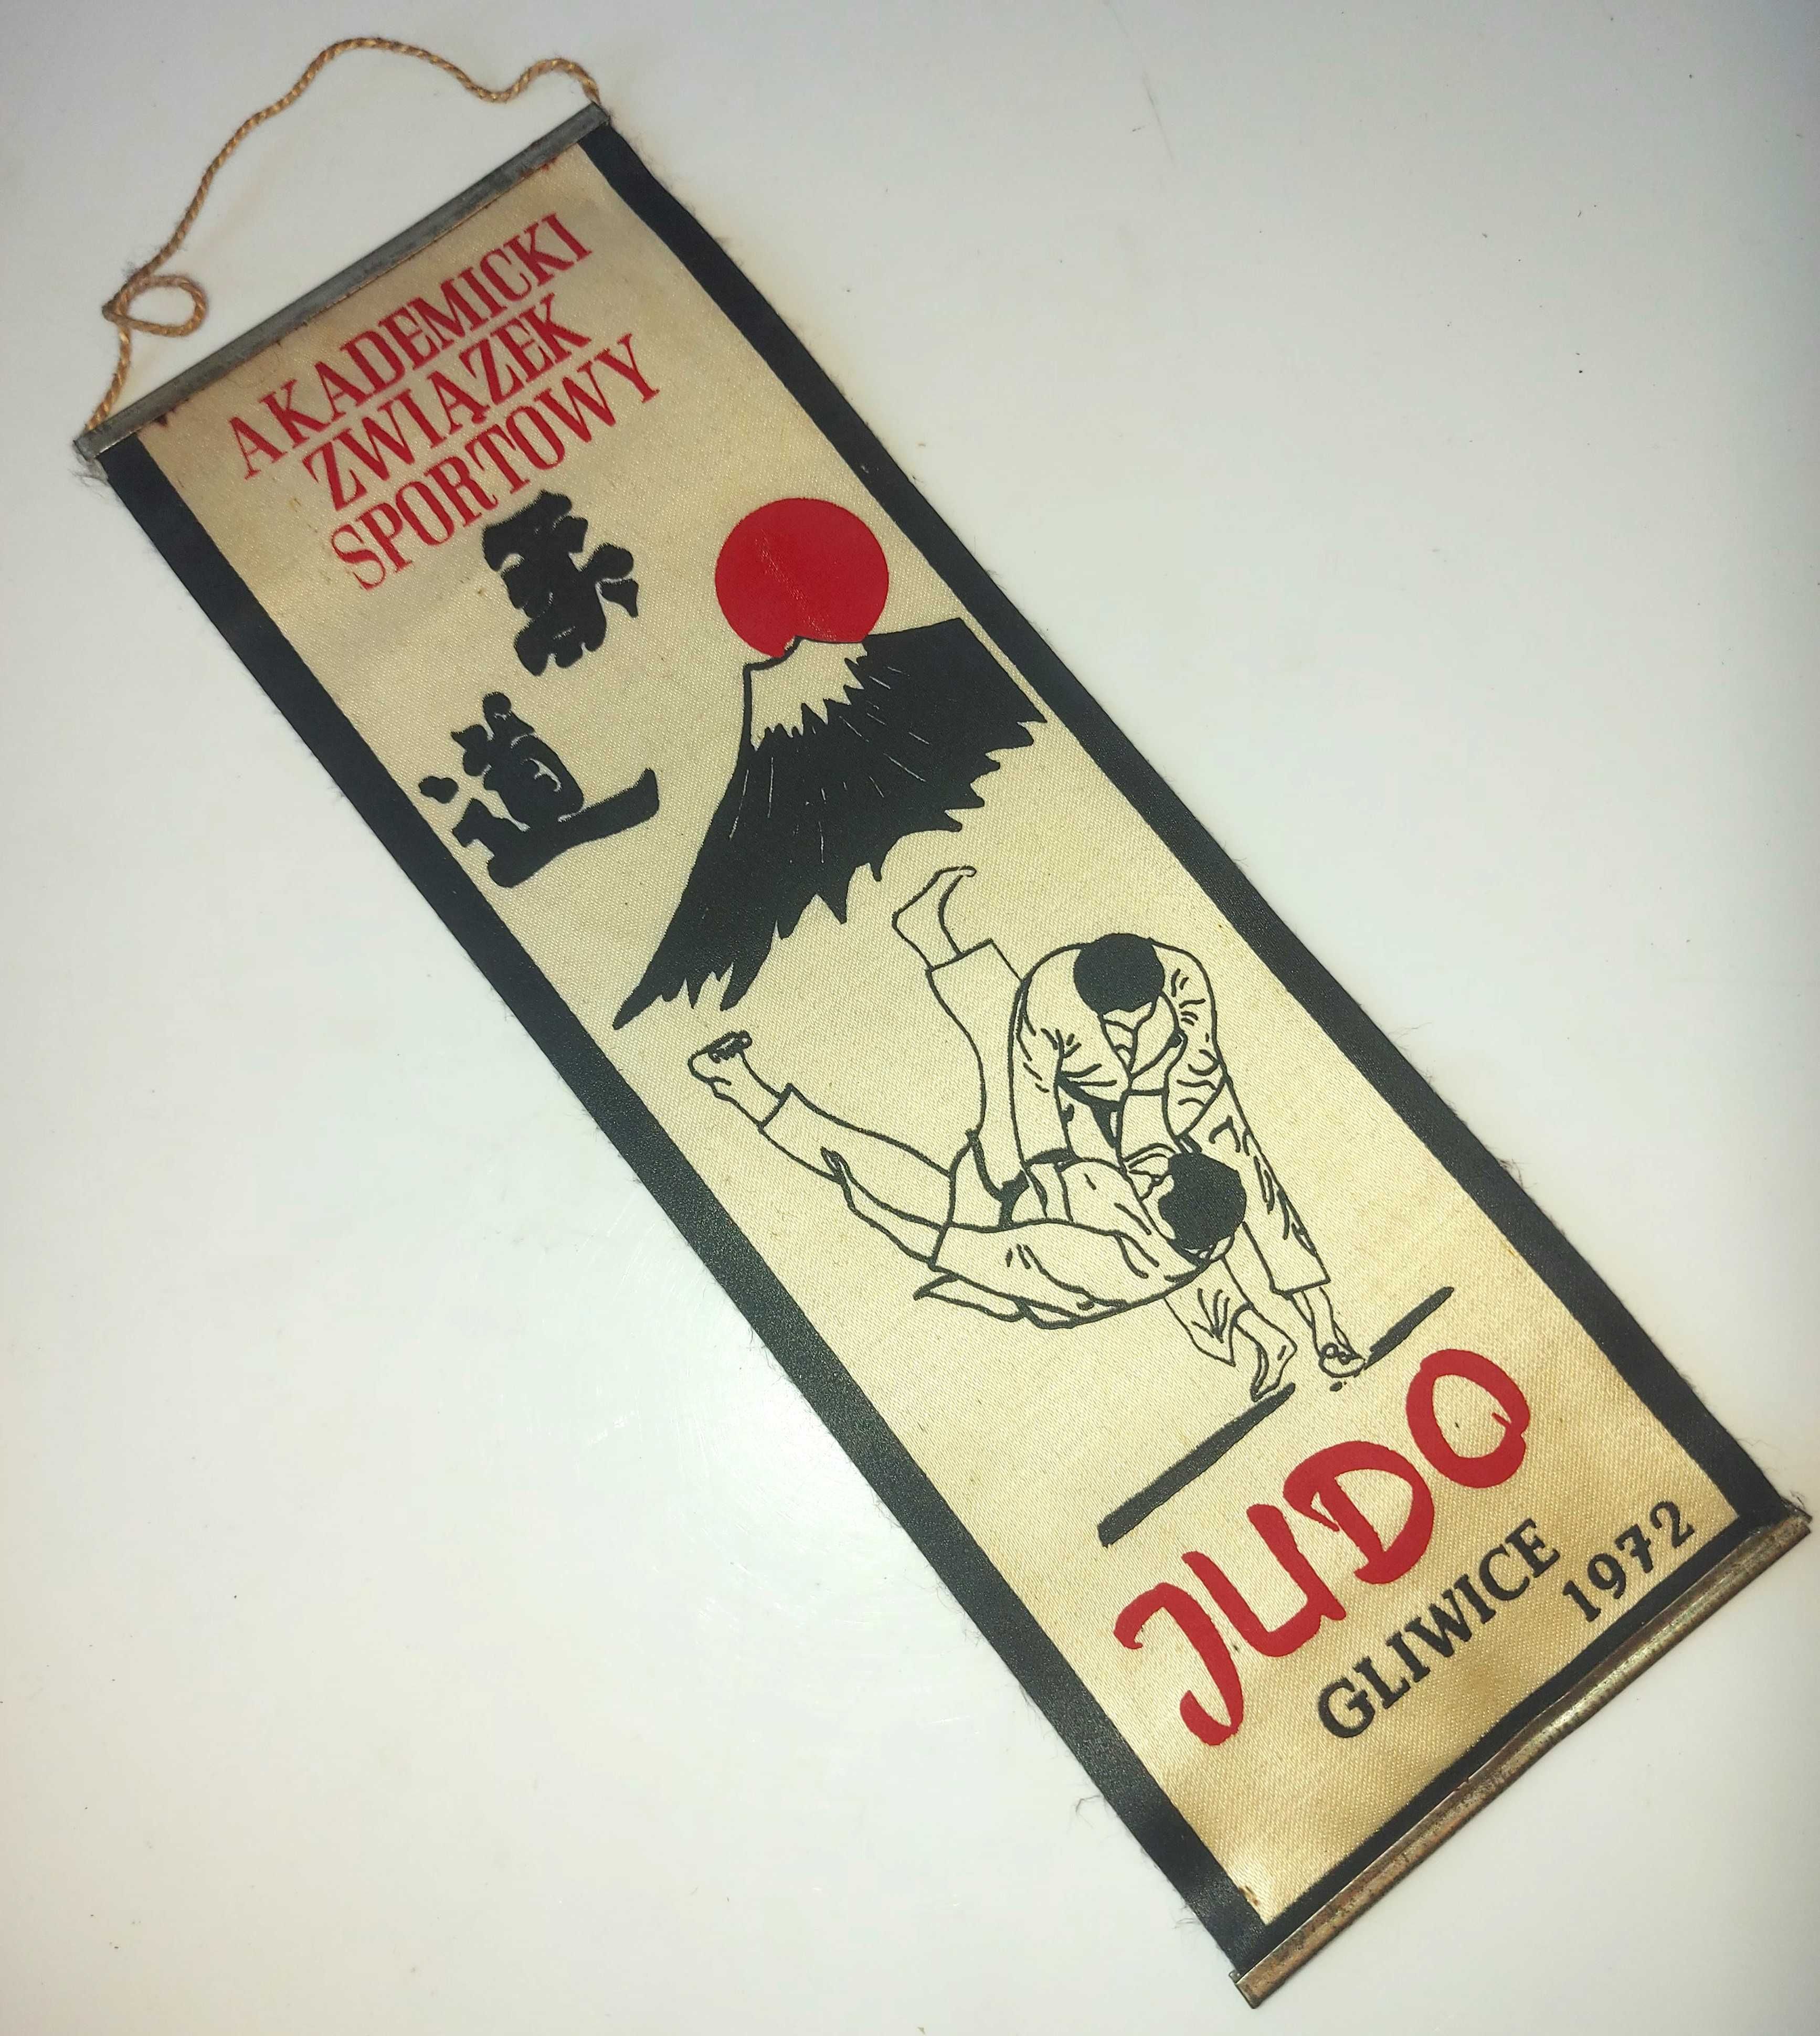 AKADEMICKI
ZWIĄZEK
SPORTOWY
柔
道
JUDO
GLIWICE
1972